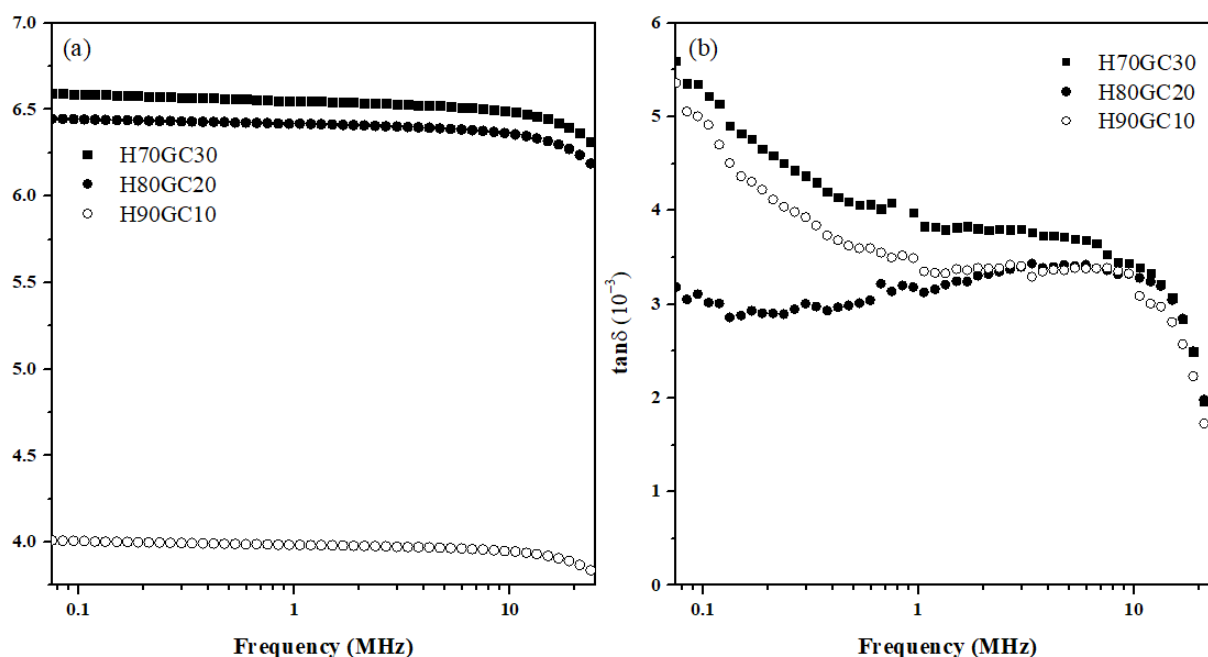 (a)
7.0
6.5
6.0
5.5
5.0
4.5
4.0
H70GC30
H80GC20
H90GC10
0.1 1 10
Frequency (MHz)
(b)
6
5
4
3
2
1
0
tanδ (10⁻³)
H70GC30
H80GC20
H90GC10
0.1 1 10
Frequency (MHz)